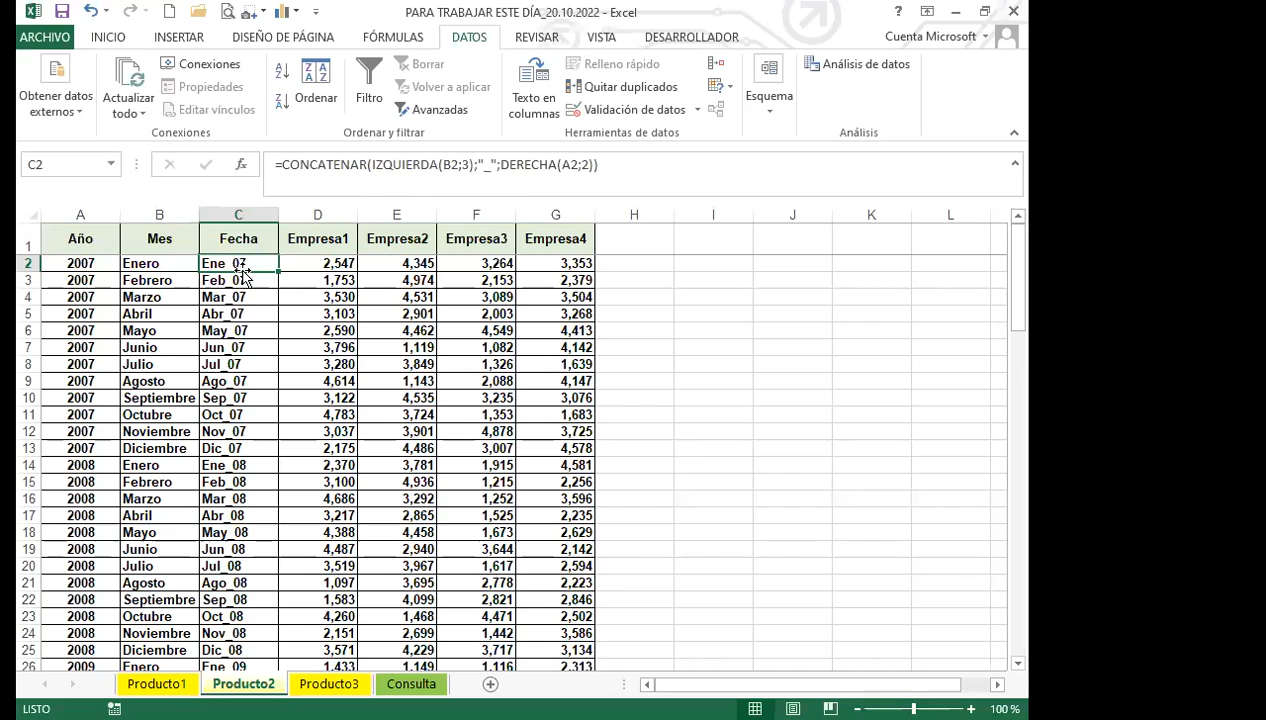 PARA TRABAJAR ESTE DÍA_20.10.2022 - Excel
ARCHIVO INICIO INSERTAR DISEÑO DE PÁGINA FÓRMULAS DATOS REVISAR VISTA DESARROLLADOR Cuenta Microsoft
Obtener datos externos
Actualizar todo
Conexiones
Propiedades
Editar vínculos
Conexiones
Ordenar
Filtro
Borrar
Volver a aplicar
Avanzadas
Ordenar y filtrar
Texto en columnas
Relleno rápido
Quitar duplicados
Validación de datos
Herramientas de datos
Esquema
Análisis de datos
Análisis
C2 fx =CONCATENAR(IZQUIERDA(B2;3);"_";DERECHA(A2;2))
A B C D E F G H I J K L
1 Año Mes Fecha Empresa1 Empresa2 Empresa3 Empresa4
2 2007 Enero Ene_07 2,547 4,345 3,264 3,353
3 2007 Febrero Feb_07 1,753 4,974 2,153 2,379
4 2007 Marzo Mar_07 3,530 4,531 3,089 3,504
5 2007 Abril Abr_07 3,103 2,901 2,003 3,268
6 2007 Mayo May_07 2,590 4,462 4,549 4,413
7 2007 Junio Jun_07 3,796 1,119 1,082 4,142
8 2007 Julio Jul_07 3,280 3,849 1,326 1,639
9 2007 Agosto Ago_07 4,614 1,143 2,088 4,147
10 2007 Septiembre Sep_07 3,122 4,535 3,235 3,076
11 2007 Octubre Oct_07 4,783 3,724 1,353 1,683
12 2007 Noviembre Nov_07 3,037 3,901 4,878 3,725
13 2007 Diciembre Dic_07 2,175 4,486 3,007 4,578
14 2008 Enero Ene_08 2,370 3,781 1,915 4,581
15 2008 Febrero Feb_08 3,100 4,936 1,215 2,256
16 2008 Marzo Mar_08 4,686 3,292 1,252 3,596
17 2008 Abril Abr_08 3,217 2,865 1,525 2,235
18 2008 Mayo May_08 4,388 4,458 1,673 2,629
19 2008 Junio Jun_08 4,487 2,940 3,644 2,142
20 2008 Julio Jul_08 3,519 3,967 1,617 2,594
21 2008 Agosto Ago_08 1,097 3,695 2,778 2,223
22 2008 Septiembre Sep_08 1,583 4,099 2,821 2,846
23 2008 Octubre Oct_08 4,260 1,468 4,471 2,502
24 2008 Noviembre Nov_08 2,151 2,699 1,442 3,586
25 2008 Diciembre Dic_08 3,571 4,229 3,717 3,134
26 2009 Enero Ene_09 1,433 1,149 1,116 2,313
Producto1 Producto2 Producto3 Consulta
LISTO 100 %